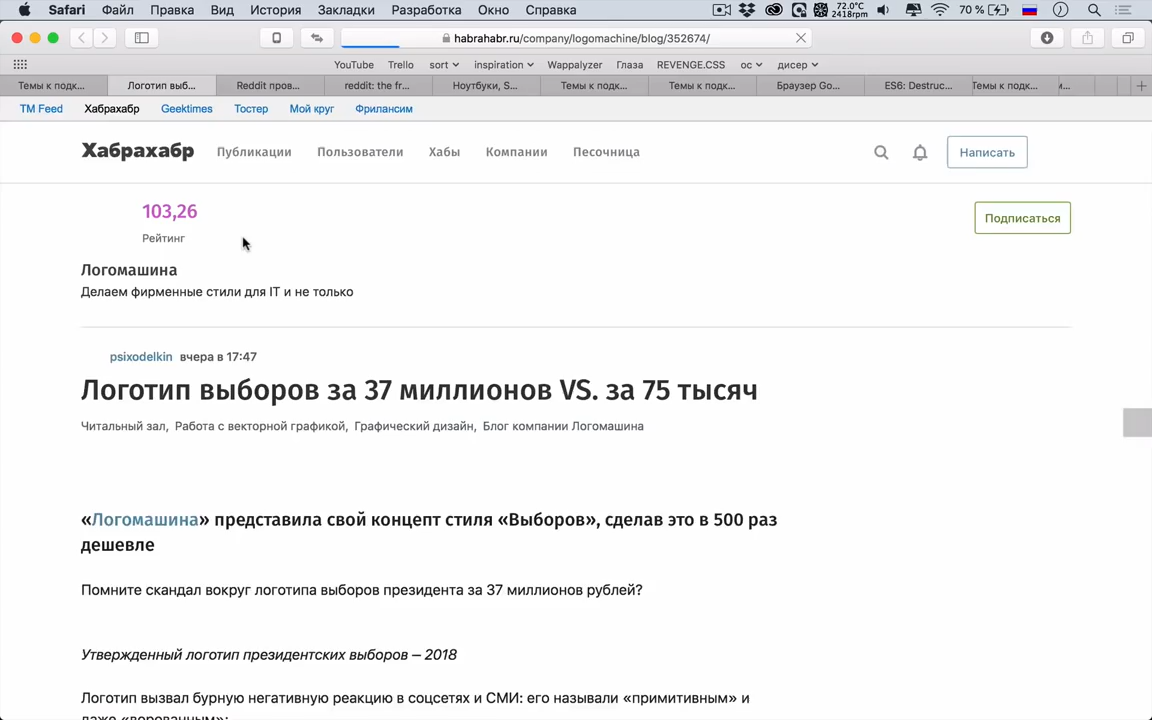 Safari Файл Правка Вид История Закладки Разработка Окно Справка 72.0°C 2418rpm 70 %
habrahabr.ru/company/logomachine/blog/352674/
YouTube Trello sort inspiration Wappalyzer Глаза REVENGE.CSS ос дисер
Темы к подк... Логотип выб... Reddit пров... reddit: the fr... Ноутбуки, S... Темы к подк... Темы к подк... Браузер Go... ES6: Destruc... Темы к подк...
TM Feed Хабрахабр Geektimes Тостер Мой круг Фрилансим
Хабрахабр Публикации Пользователи Хабы Компании Песочница Написать
103,26
Рейтинг
Подписаться
Логомашина
Делаем фирменные стили для IT и не только
psixodelkin вчера в 17:47
Логотип выборов за 37 миллионов VS. за 75 тысяч
Читальный зал, Работа с векторной графикой, Графический дизайн, Блог компании Логомашина
«Логомашина» представила свой концепт стиля «Выборов», сделав это в 500 раз
дешевле
Помните скандал вокруг логотипа выборов президента за 37 миллионов рублей?
Утвержденный логотип президентских выборов — 2018
Логотип вызвал бурную негативную реакцию в соцсетях и СМИ: его называли «примитивным» и
даже «ворованным»: